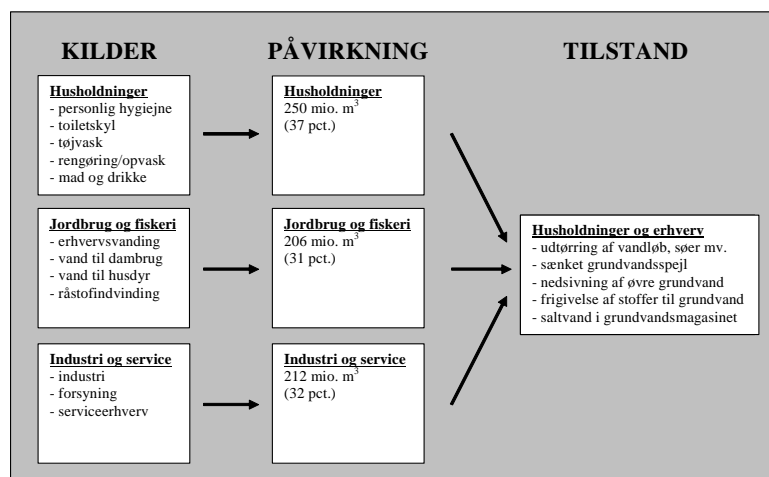 KILDER
PÅVIRKNING
TILSTAND
Husholdninger
- personlig hygiejne
- toiletskyl
- tøjvask
- rengøring/opvask
- mad og drikke
Husholdninger
250 mio. m³
(37 pct.)
Jordbrug og fiskeri
- erhvervsvanding
- vand til dambrug
- vand til husdyr
- råstofindvinding
Jordbrug og fiskeri
206 mio. m³
(31 pct.)
Husholdninger og erhverv
- udtørring af vandløb, søer mv.
- sænket grundvandsspejl
- nedsivning af øvre grundvand
- frigivelse af stoffer til grundvand
- saltvand i grundvandsmagasinet
Industri og service
- industri
- forsyning
- serviceerhverv
Industri og service
212 mio. m³
(32 pct.)